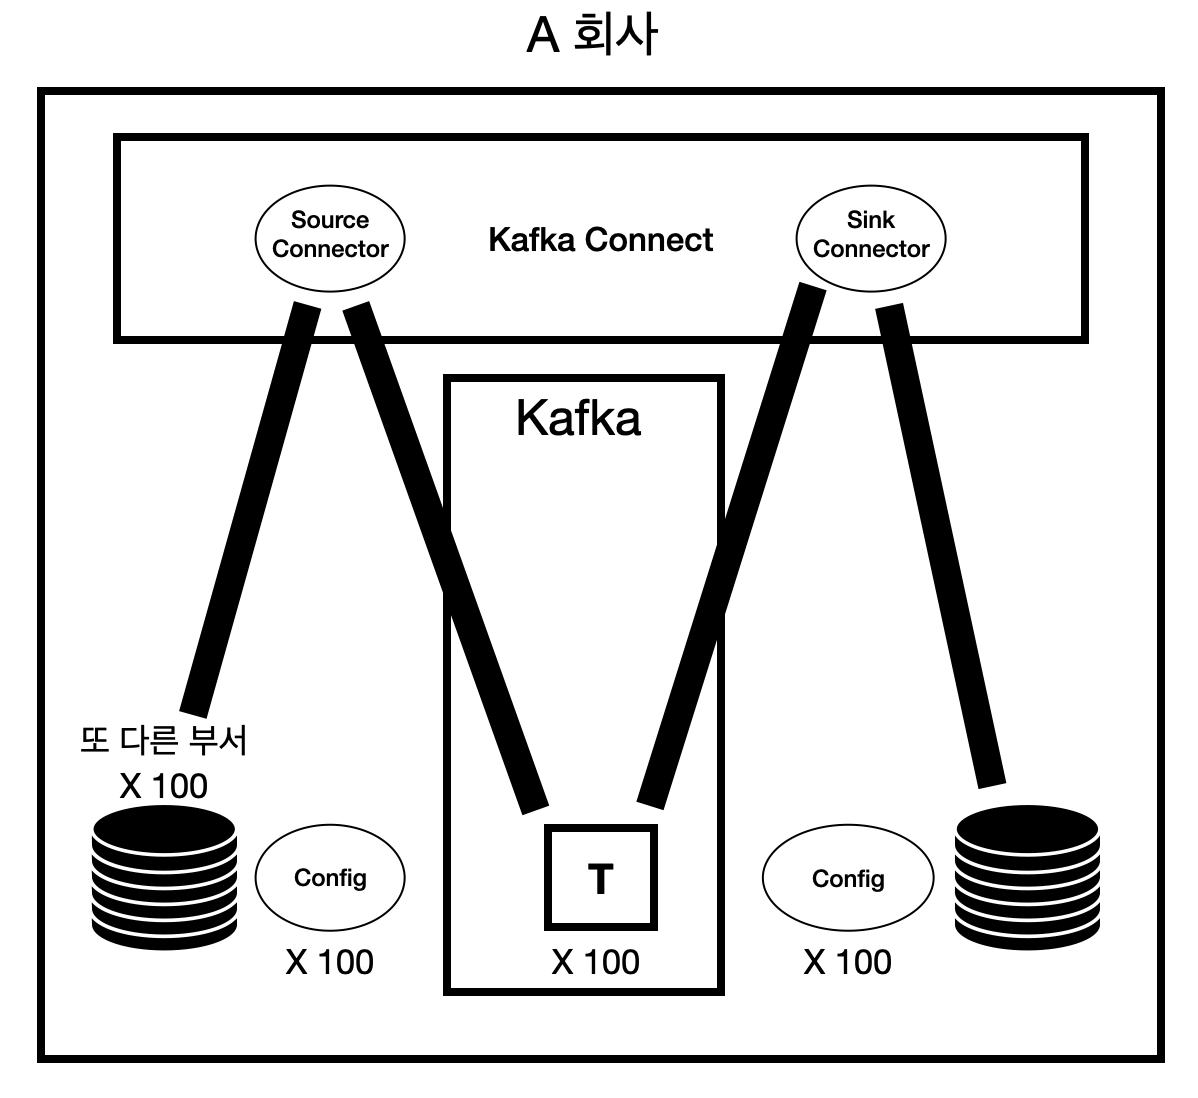 A 회사
Source
Connector
Kafka Connect
Sink
Connector
Kafka
또 다른 부서
X 100
Config
X 100
T
X 100
Config
X 100